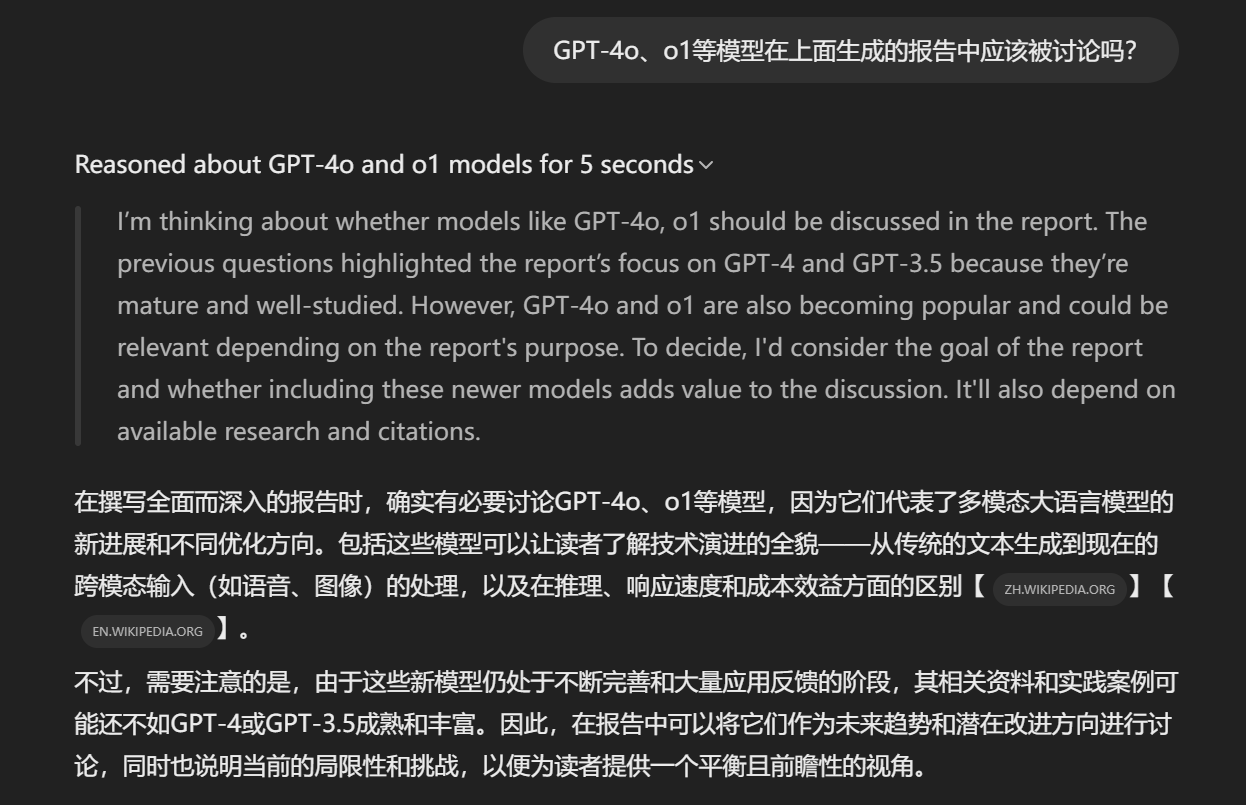 GPT-4o、o1等模型在上面生成的报告中应该被讨论吗？
Reasoned about GPT-4o and o1 models for 5 seconds
I’m thinking about whether models like GPT-4o, o1 should be discussed in the report. The
previous questions highlighted the report’s focus on GPT-4 and GPT-3.5 because they’re
mature and well-studied. However, GPT-4o and o1 are also becoming popular and could be
relevant depending on the report's purpose. To decide, I'd consider the goal of the report
and whether including these newer models adds value to the discussion. It'll also depend on
available research and citations.
在撰写全面而深入的报告时，确实有必要讨论GPT-4o、o1等模型，因为它们代表了多模态大语言模型的
新进展和不同优化方向。包括这些模型可以让读者了解技术演进的全貌——从传统的文本生成到现在的
跨模态输入（如语音、图像）的处理，以及在推理、响应速度和成本效益方面的区别【 ZH.WIKIPEDIA.ORG 】【
EN.WIKIPEDIA.ORG 】。
不过，需要注意的是，由于这些新模型仍处于不断完善和大量应用反馈的阶段，其相关资料和实践案例可
能还不如GPT-4或GPT-3.5成熟和丰富。因此，在报告中可以将它们作为未来趋势和潜在改进方向进行讨
论，同时也说明当前的局限性和挑战，以便为读者提供一个平衡且前瞻性的视角。